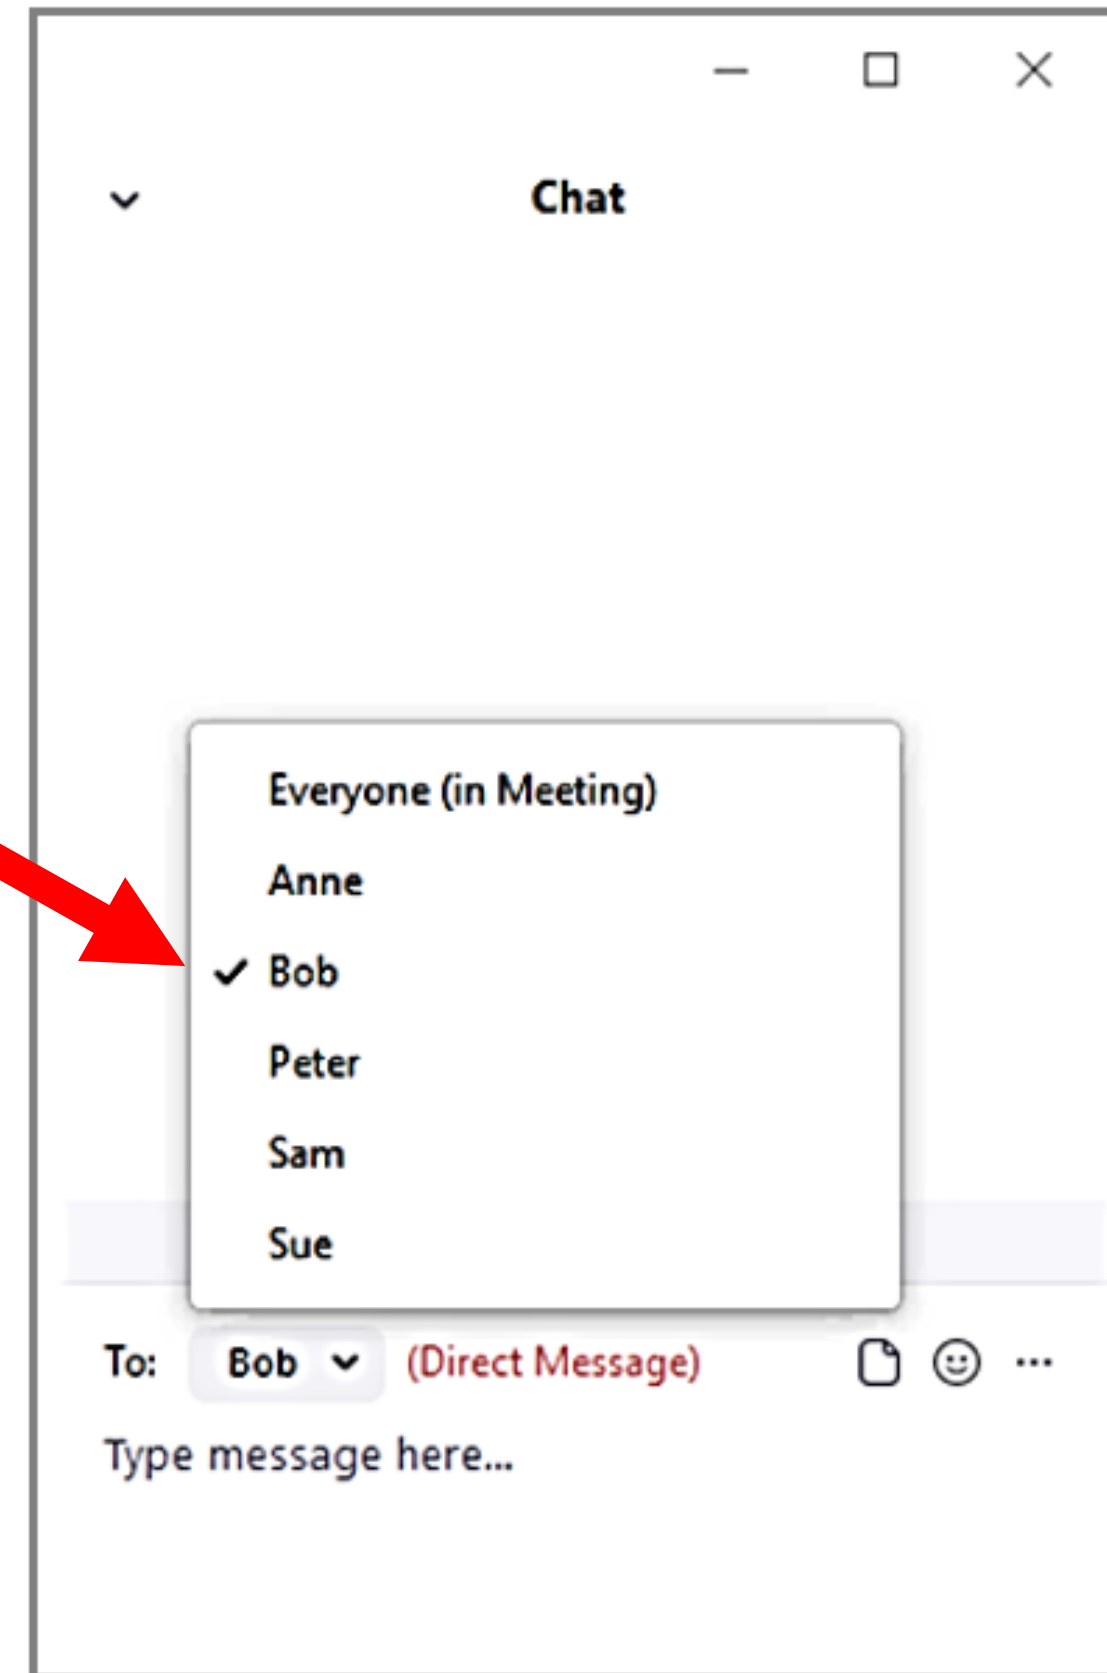 Chat
Everyone (in Meeting)
Anne
Bob
Peter
Sam
Sue
To: Bob (Direct Message)
Type message here...